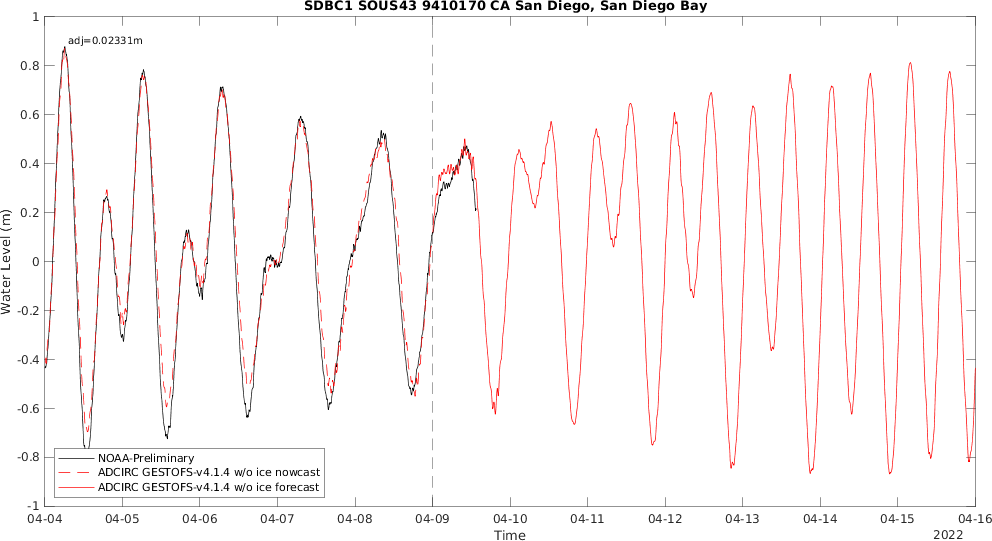 SDBC1 SOUS43 9410170 CA San Diego, San Diego Bay
adj=0.02331m
1
0.8
0.6
0.4
0.2
0
-0.2
-0.4
-0.6
-0.8
-1
Water Level (m)
NOAA-Preliminary
ADCIRC GESTOFS-v4.1.4 w/o ice nowcast
ADCIRC GESTOFS-v4.1.4 w/o ice forecast
04-04 04-05 04-06 04-07 04-08 04-09 04-10 04-11 04-12 04-13 04-14 04-15 04-16
Time
2022